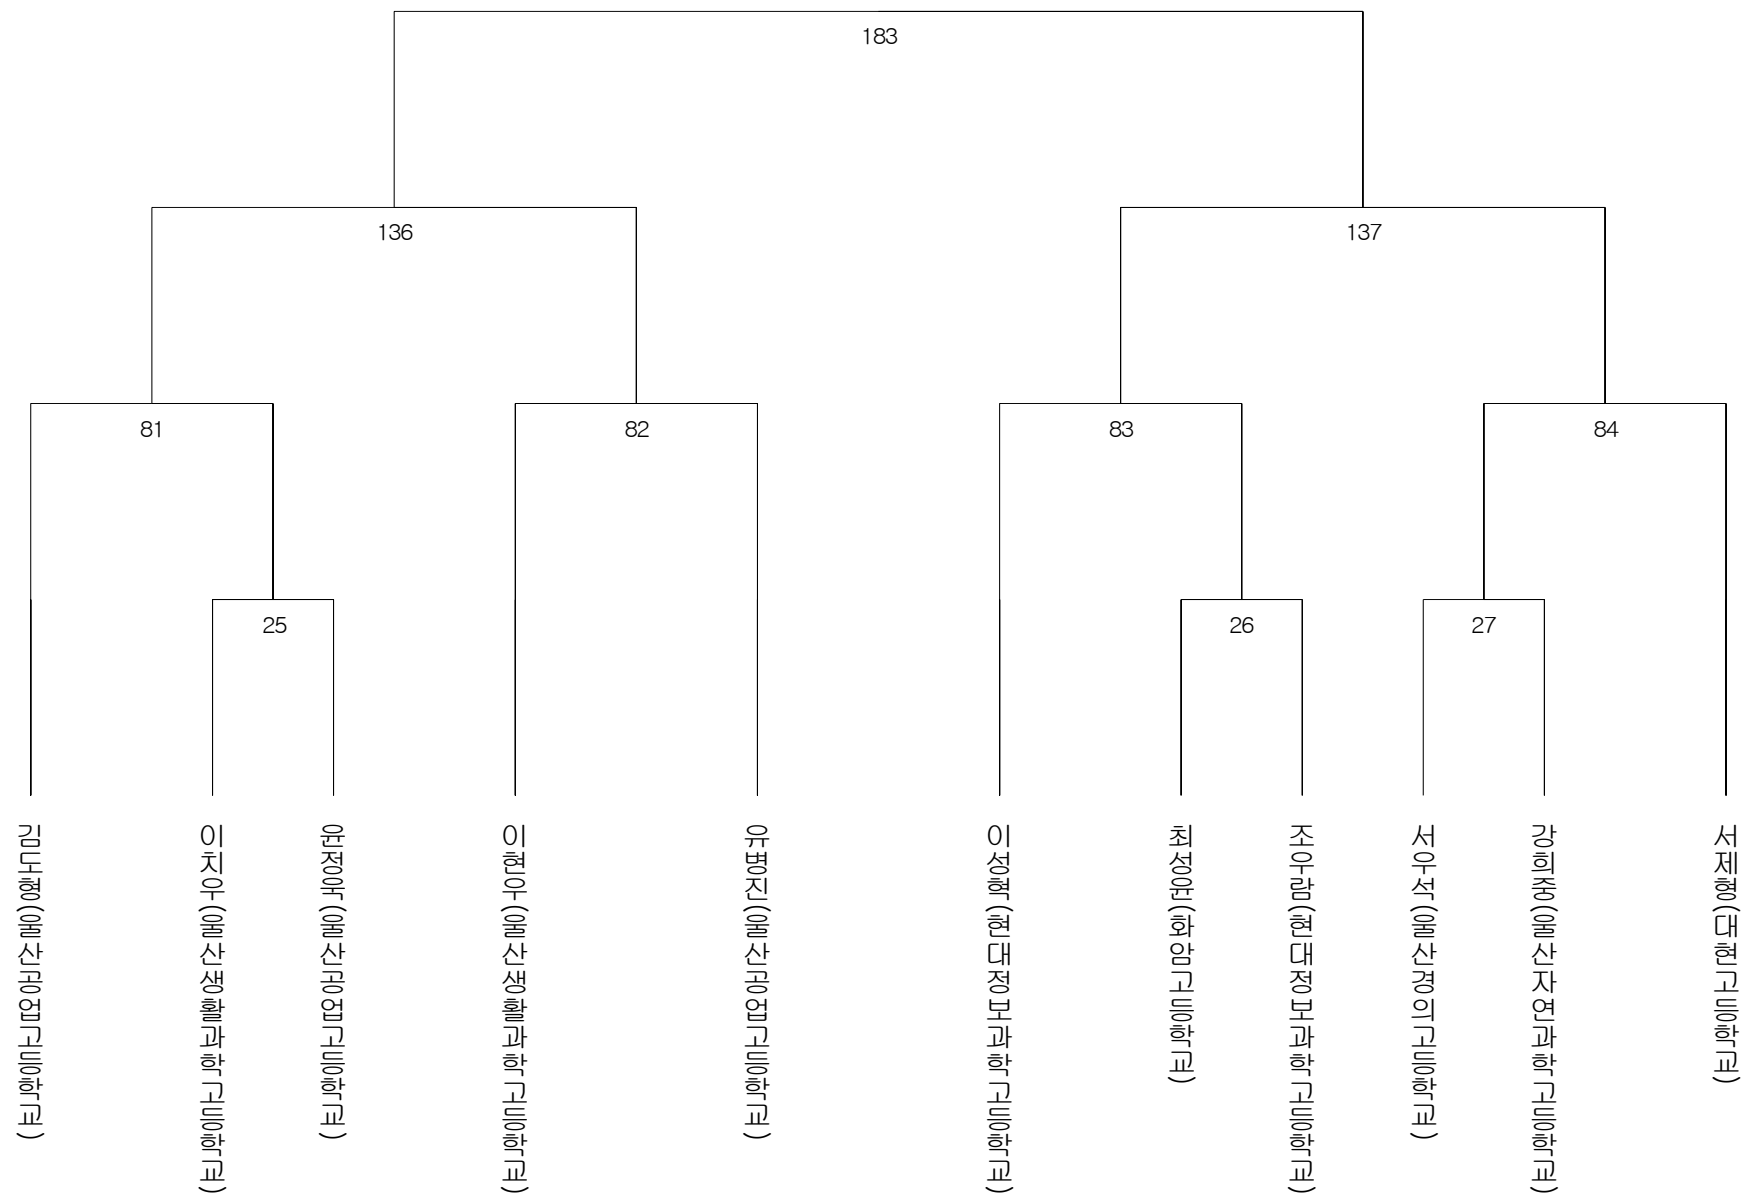 183
136
137
81
82
83
84
25
26
27
김도형(울산공업고등학교)
이치우(울산생활과학고등학교)
윤정욱(울산공업고등학교)
이현우(울산생활과학고등학교)
유병진(울산공업고등학교)
이성혁(현대정보과학고등학교)
최성윤(화암고등학교)
조우람(현대정보과학고등학교)
서우석(울산경의고등학교)
강희중(울산자연과학고등학교)
서제형(대현고등학교)